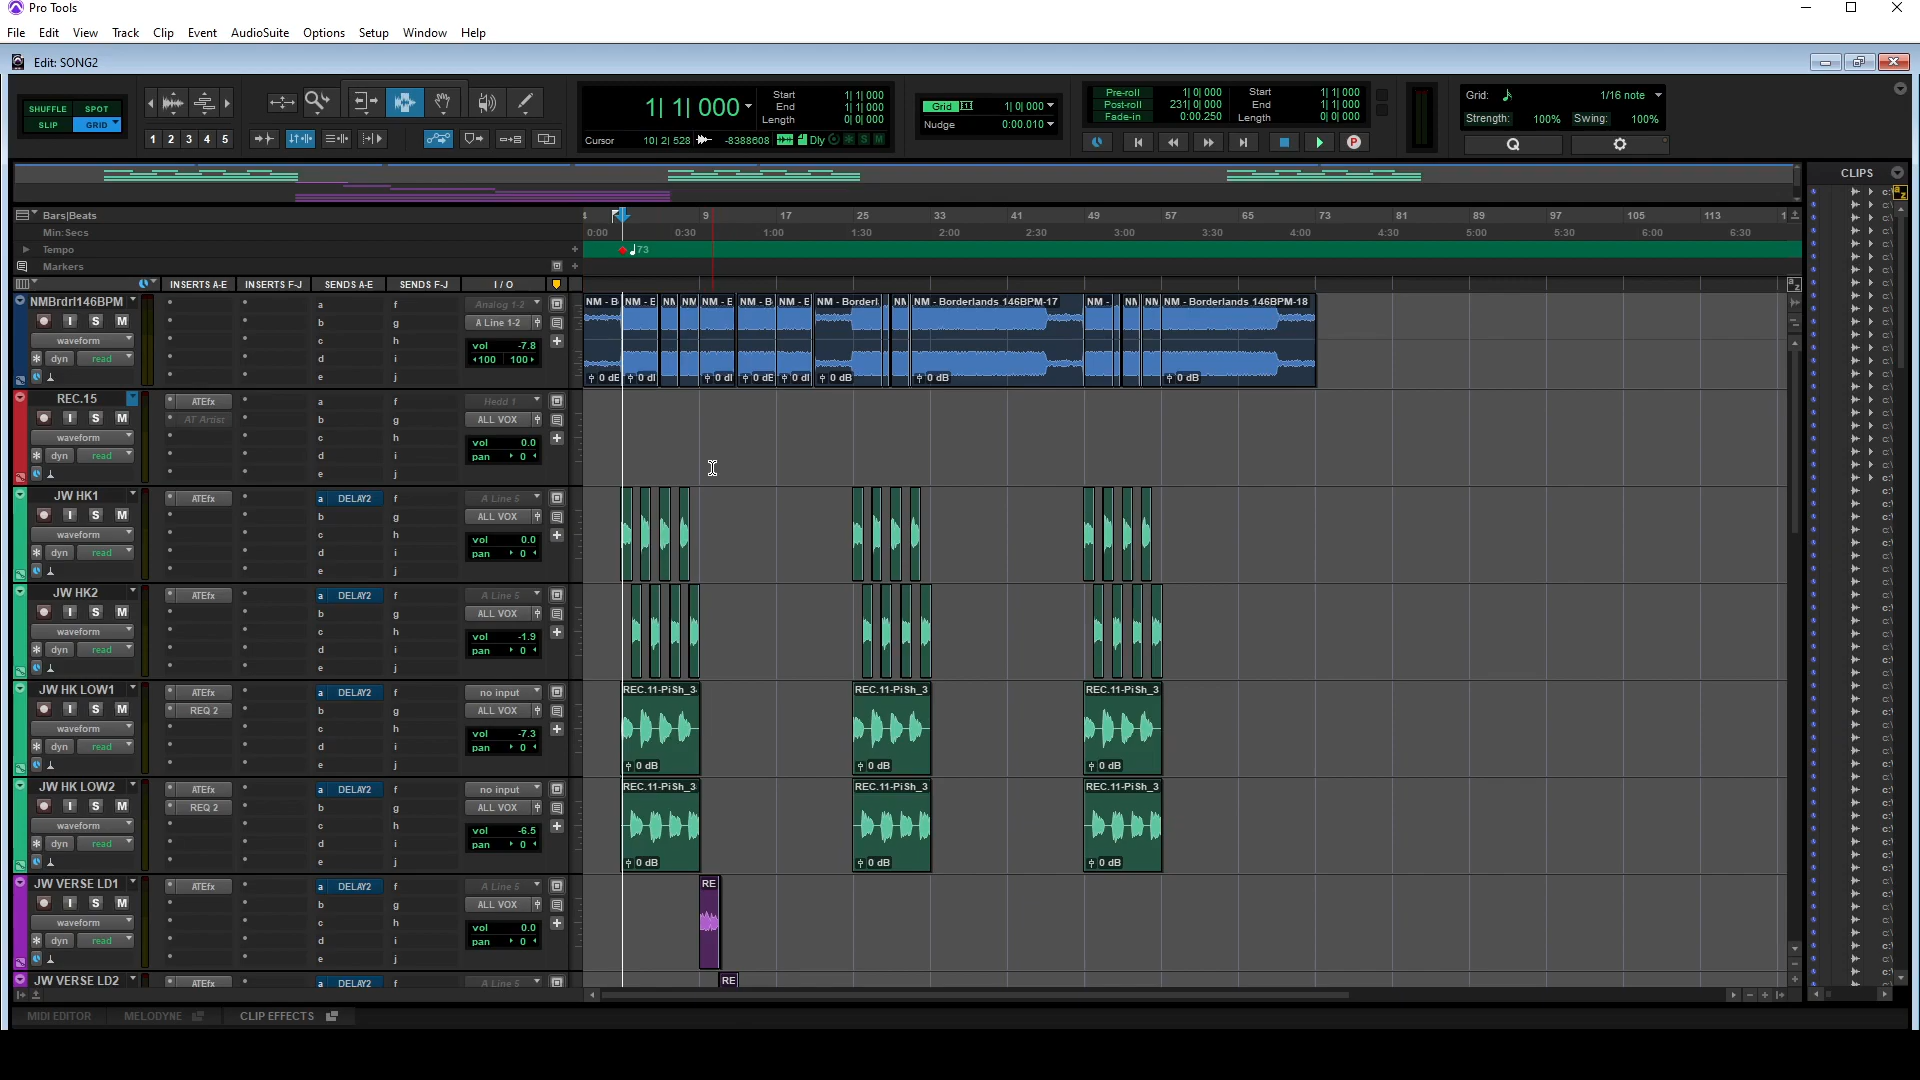 Pro Tools
File Edit View Track Clip Event AudioSuite Options Setup Window Help
Edit: SONG2
SHUFFLE SPOT
SLIP GRID
1 2 3 4 5
1| 1| 000
Start 1| 1| 000
End 1| 1| 000
Length 0| 0| 000
Cursor 10| 2| 528 -8388608 Dly S M
Grid 1| 0| 000
Nudge 0:00.010
Pre-roll 1| 0| 000
Post-roll 231| 0| 000
Fade-in 0:00.250
Start 1| 1| 000
End 1| 1| 000
Length 0| 0| 000
Grid: 1/16 note
Strength: 100% Swing: 100%
Q
CLIPS
Bars|Beats 9 17 25 33 41 49 57 65 73 81 89 97 105 113
Min:Secs 0:00 0:30 1:00 1:30 2:00 2:30 3:00 3:30 4:00 4:30 5:00 5:30 6:00 6:30
Tempo 73
Markers
INSERTS A-E INSERTS F-J SENDS A-E SENDS F-J I / O
NMBrdrl146BPM a f Analog 1-2
I S M b g A Line 1-2
waveform c h vol -7.8
dyn read d i 100 100
e j
NM - B NM - E NM NM NM - E NM - B NM - E NM - Borderl NM NM - Borderlands 146BPM-17 NM - NM NM NM - Borderlands 146BPM-18
0 dE 0 dl 0 dl 0 dE 0 dl 0 dB 0 dB 0 dB
REC.15 ATEfx a f Hedd 1
I S M AT Artist b g ALL VOX
waveform c h vol 0.0
dyn read d i pan 0
e j
JW HK1 ATEfx a DELAY2 f A Line 5
I S M b g ALL VOX
waveform c h vol 0.0
dyn read d i pan 0
e j
JW HK2 ATEfx a DELAY2 f A Line 6
I S M b g ALL VOX
waveform c h vol -1.9
dyn read d i pan 0
e j
JW HK LOW1 ATEfx a DELAY2 f no input REC.11-PiSh_3 REC.11-PiSh_3 REC.11-PiSh_3
I S M REQ 2 b g ALL VOX
waveform c h vol -7.3
dyn read d i pan 0
e j 0 dB 0 dB 0 dB
JW HK LOW2 ATEfx a DELAY2 f no input REC.11-PiSh_3 REC.11-PiSh_3 REC.11-PiSh_3
I S M REQ 2 b g ALL VOX
waveform c h vol -6.5
dyn read d i pan 0
e j 0 dB 0 dB 0 dB
JW VERSE LD1 ATEfx a DELAY2 f A Line 5 RE
I S M b g ALL VOX
waveform c h vol 0.0
dyn read d i pan 0
e j
JW VERSE LD2 ATEfx a DELAY2 f A Line 5 RE
MIDI EDITOR MELODYNE CLIP EFFECTS